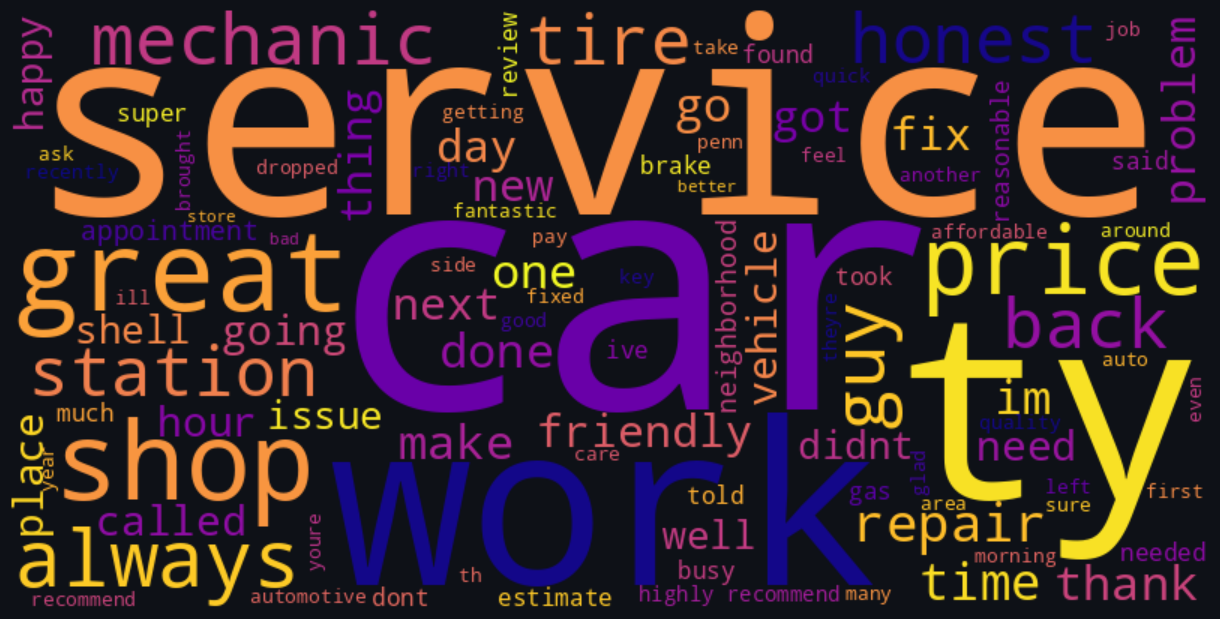 happy
mechanic
review
tire
take
found
honest
job
problem
service
super
getting
go
quick
got
fix
reasonable
ask
recently
brought
dropped
thing
day
right
new
brake
penn
better
feel
another
said
store
fantastic
appointment
bad
car
pay
neighborhood
vehicle
affordable
around
great
ill
side
one
key
took
price
shell
going
next
fixed
good
theyre
back
station
done
ive
guy
auto
ty
much
hour
issue
im
even
place
year
shop
make
friendly
care
didnt
quality
need
work
called
told
gas
glad
left
area
sure
first
always
youre
well
repair
th
busy
morning
needed
recommend
automotive
dont
estimate
highly recommend
many
time
thank